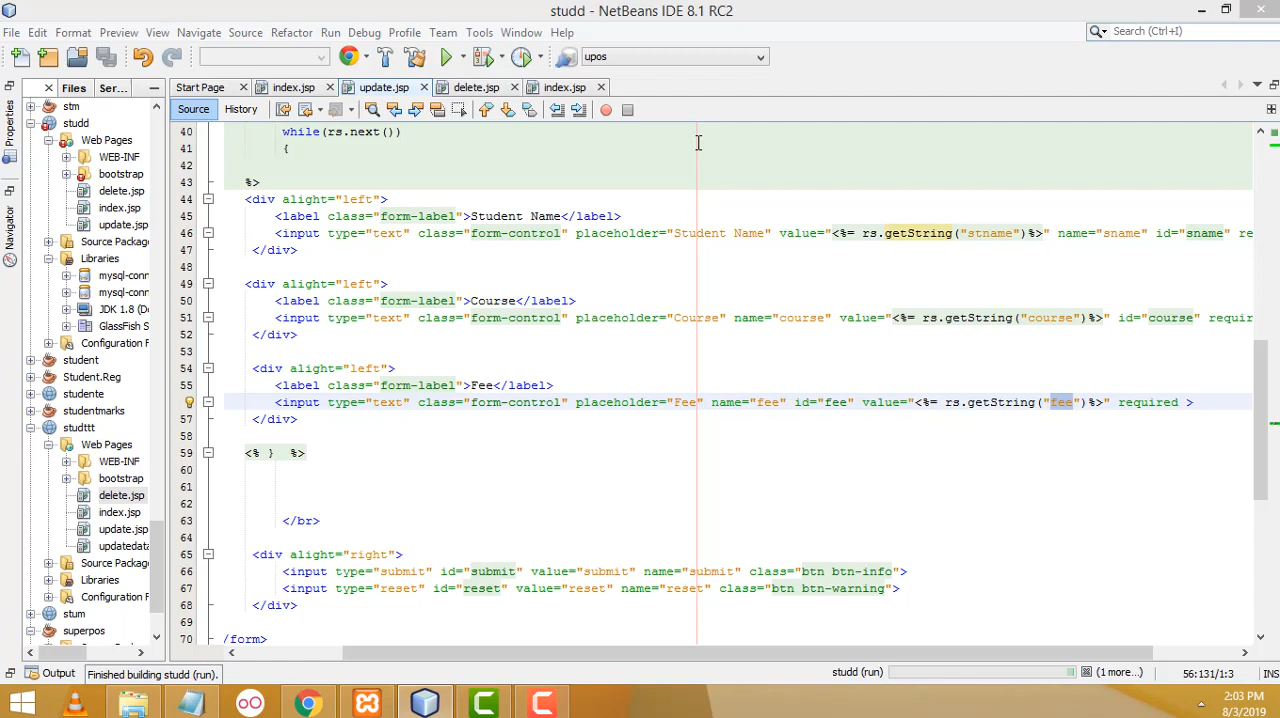 studd - NetBeans IDE 8.1 RC2
File Edit Format Preview View Navigate Source Refactor Run Debug Profile Team Tools Window Help
Search (Ctrl+I)
upos
Files Ser...
Start Page index.jsp update.jsp delete.jsp index.jsp
Source History
Properties
Navigator
stm
studd
Web Pages
WEB-INF
bootstrap
delete.jsp
index.jsp
update.jsp
Source Package
Libraries
mysql-conn
mysql-conn
JDK 1.8 (De
GlassFish S
Configuration F
student
Student.Reg
studente
studentmarks
studttt
Web Pages
WEB-INF
bootstrap
delete.jsp
index.jsp
update.jsp
updatedata
Source Package
Libraries
Configuration F
stum
superpos
40 while(rs.next())
41 {
42
43 %>
44 <div alight="left">
45 <label class="form-label">Student Name</label>
46 <input type="text" class="form-control" placeholder="Student Name" value="<%= rs.getString("stname")%>" name="sname" id="sname" re
47 </div>
48
49 <div alight="left">
50 <label class="form-label">Course</label>
51 <input type="text" class="form-control" placeholder="Course" name="course" value="<%= rs.getString("course")%>" id="course" requir
52 </div>
53
54 <div alight="left">
55 <label class="form-label">Fee</label>
<input type="text" class="form-control" placeholder="Fee" name="fee" id="fee" value="<%= rs.getString("fee")%>" required >
57 </div>
58
59 <% } %>
60
61
62
63 </br>
64
65 <div alight="right">
66 <input type="submit" id="submit" value="submit" name="submit" class="btn btn-info">
67 <input type="reset" id="reset" value="reset" name="reset" class="btn btn-warning">
68 </div>
69
70 /form>
Output Finished building studd (run). studd (run) (1 more...) 56:131/1:3 INS
2:03 PM
8/3/2019